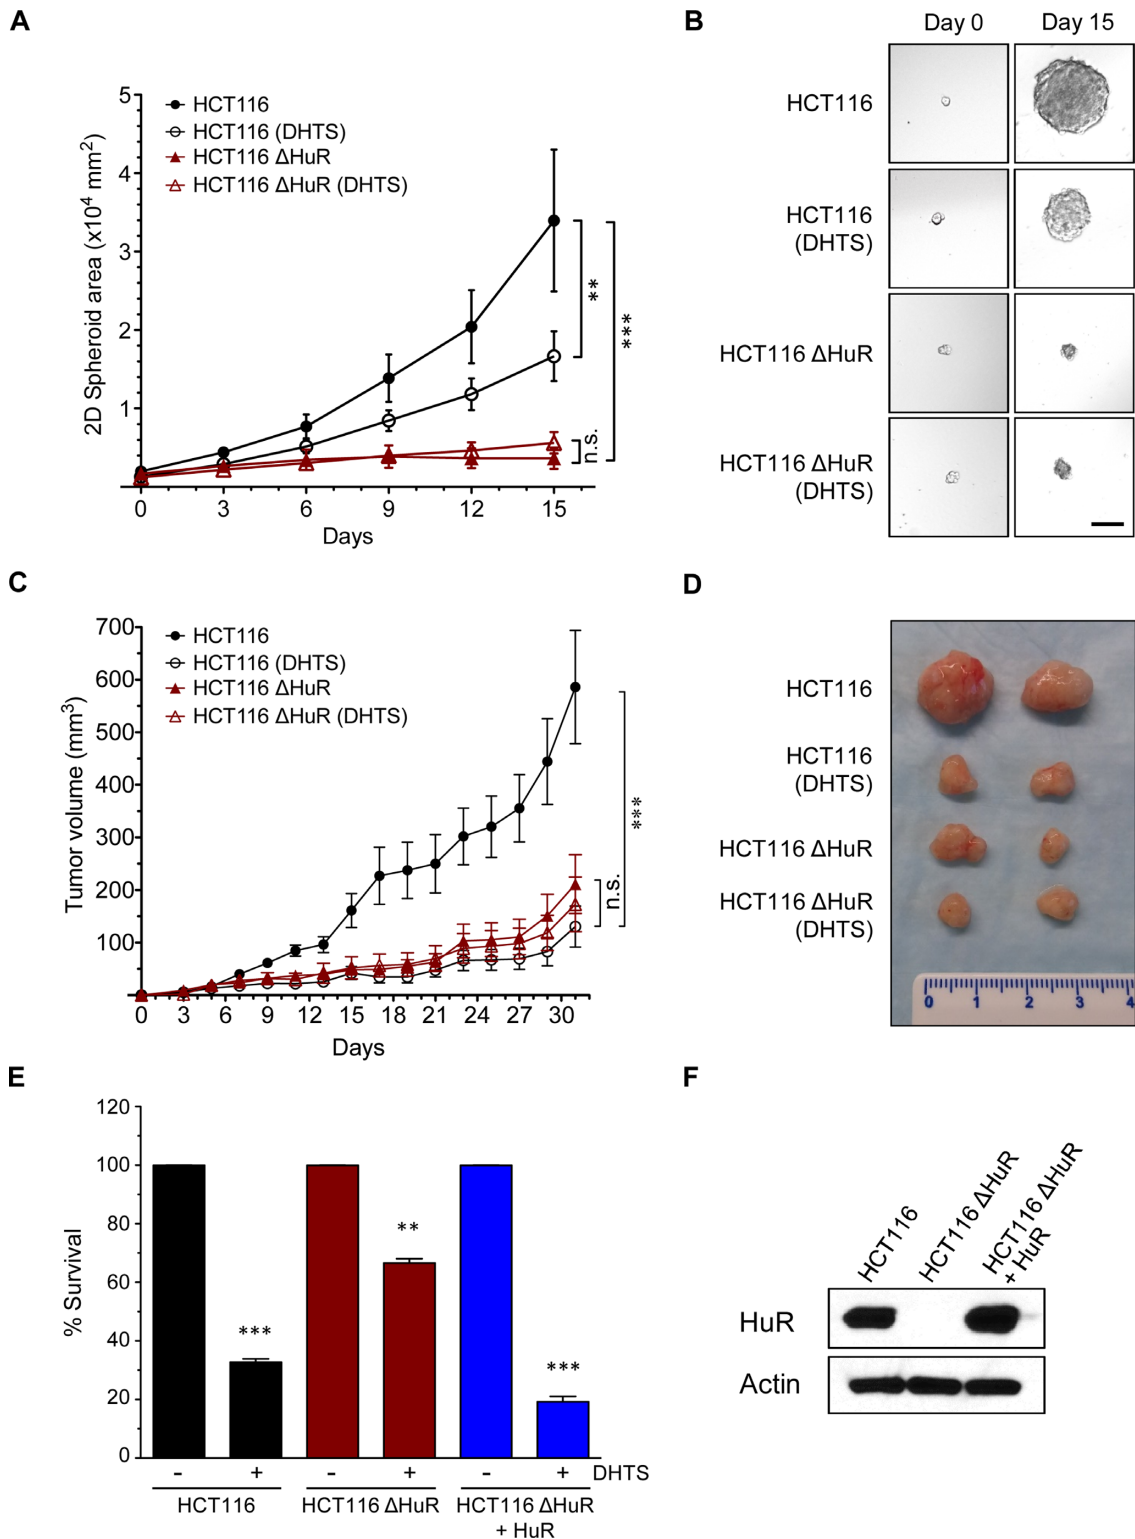 A
5
4
3
2
1
0
3
6
9
12
15
2D Spheroid area (x10⁴ mm²)
Days
HCT116
HCT116 (DHTS)
HCT116 ΔHuR
HCT116 ΔHuR (DHTS)
**
***
n.s.
B
Day 0
Day 15
HCT116
HCT116
(DHTS)
HCT116 ΔHuR
HCT116 ΔHuR
(DHTS)
C
700
600
500
400
300
200
100
0
3
6
9
12
15
18
21
24
27
30
Tumor volume (mm³)
Days
HCT116
HCT116 (DHTS)
HCT116 ΔHuR
HCT116 ΔHuR (DHTS)
***
n.s.
D
HCT116
HCT116
(DHTS)
HCT116 ΔHuR
HCT116 ΔHuR
(DHTS)
0 1 2 3 4
E
120
100
80
60
40
20
0
% Survival
***
**
***
- + - + - + DHTS
HCT116
HCT116 ΔHuR
HCT116 ΔHuR
+ HuR
F
HCT116
HCT116 ΔHuR
HCT116 ΔHuR
+ HuR
HuR
Actin